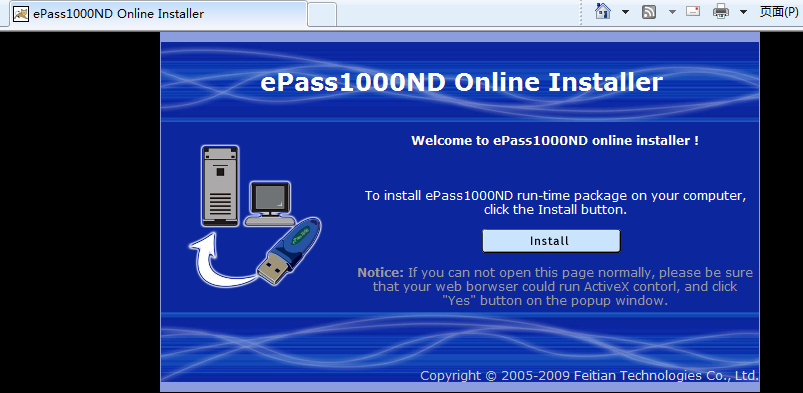 ePass1000ND Online Installer
页面(P)
ePass1000ND Online Installer
Welcome to ePass1000ND online installer !
To install ePass1000ND run-time package on your computer,
click the Install button.
Install
Notice: If you can not open this page normally, please be sure
that your web borwser could run ActiveX contorl, and click
"Yes" button on the popup window.
Copyright © 2005-2009 Feitian Technologies Co., Ltd.